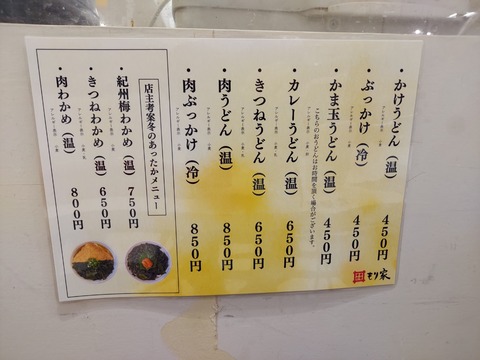 ・かけうどん（温） 450円
・ぶっかけ（冷） 450円
・かま玉うどん（温） 450円
こちらのおうどんはお時間を頂く場合がございます。
・カレーうどん（温） 650円
・きつねうどん（温） 650円
・肉うどん（温） 850円
・肉ぶっかけ（冷） 850円
店主考案冬のあったかメニュー
・紀州梅わかめ（温） 750円
・きつねわかめ（温） 650円
・肉わかめ（温） 800円
もり家